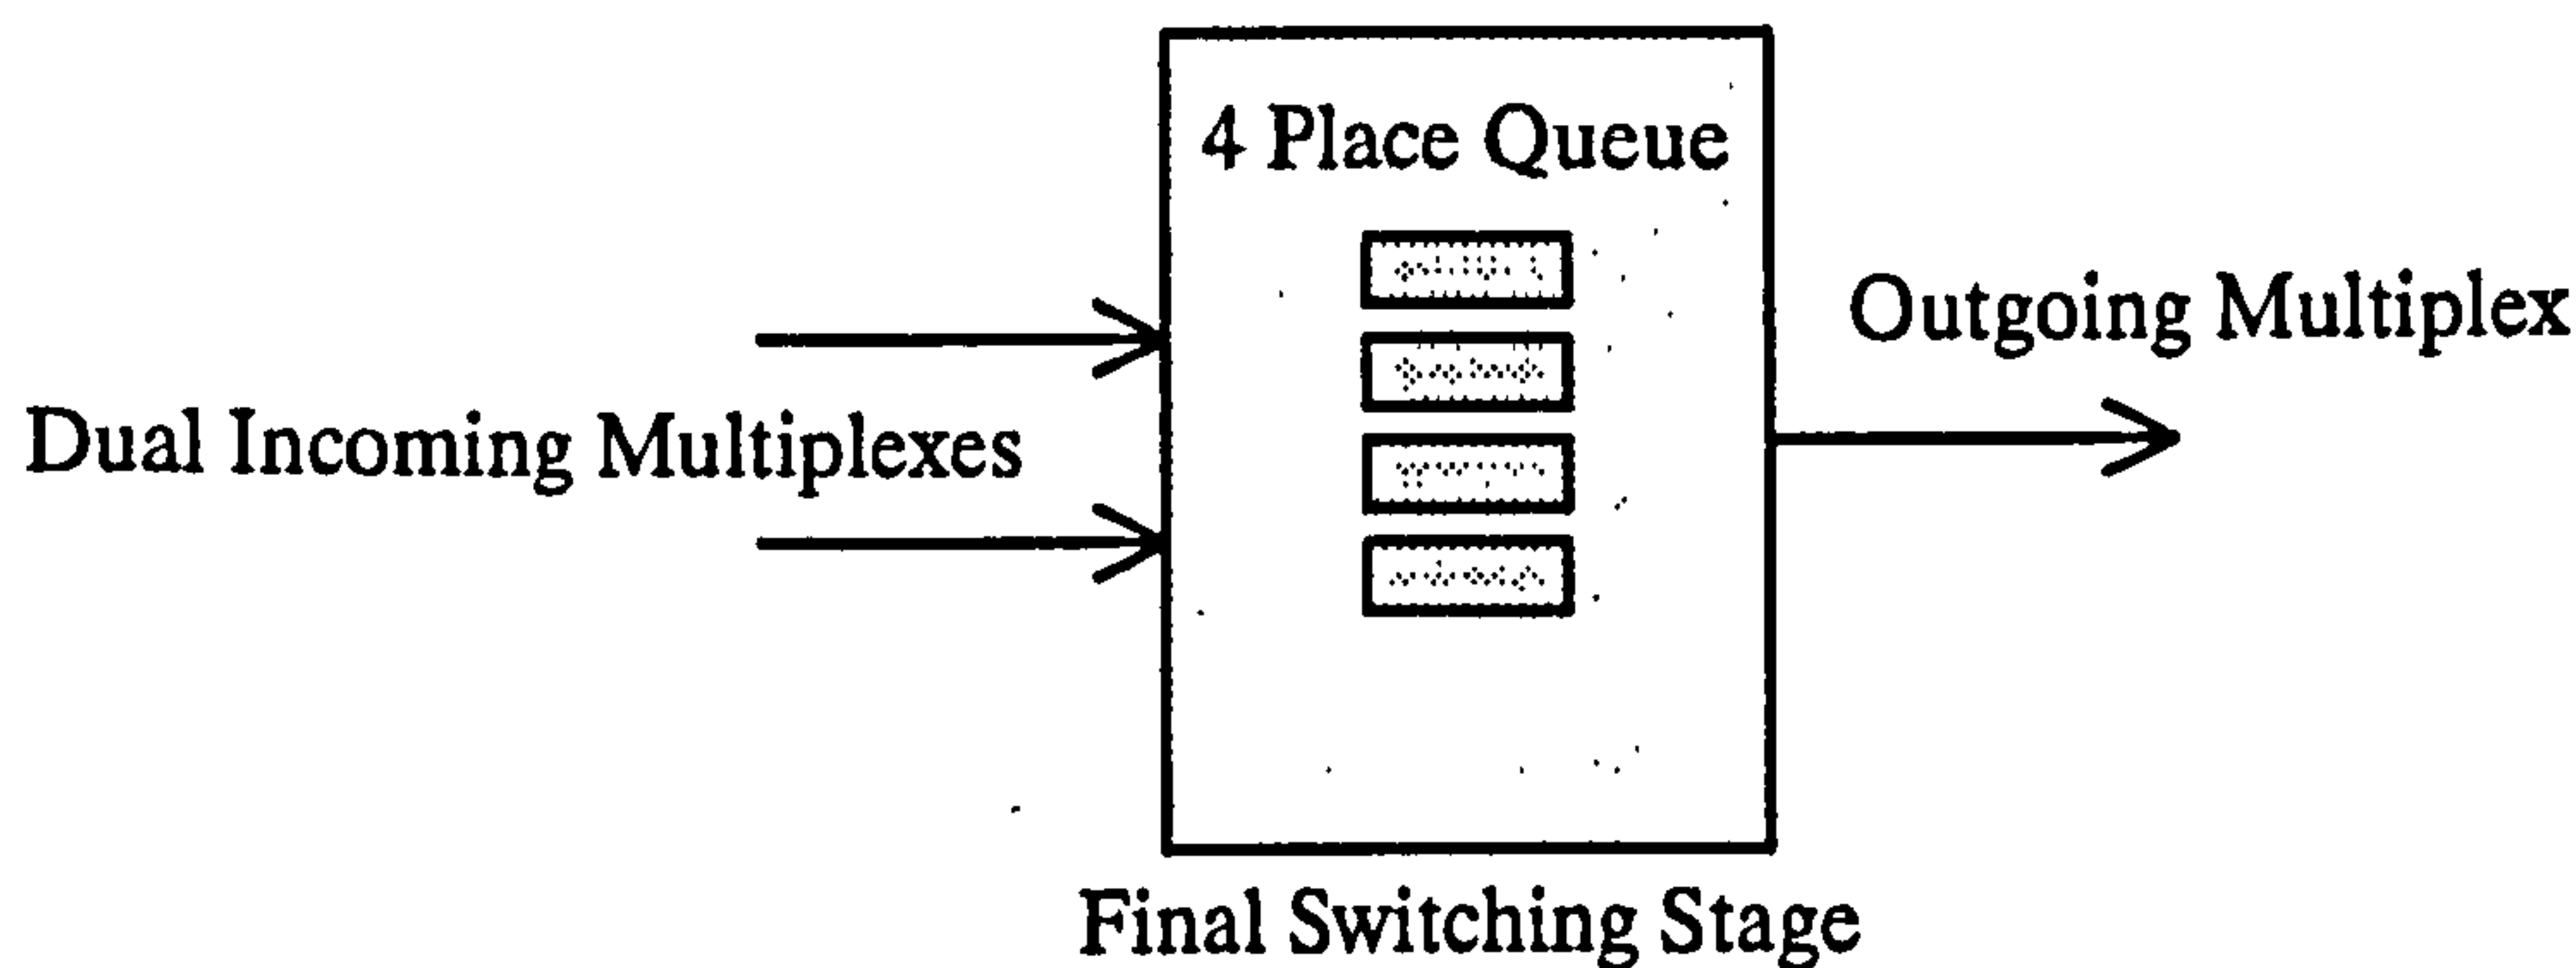 4 Place Queue
Outgoing Multiplex
Dual Incoming Multiplexes
Final Switching Stage